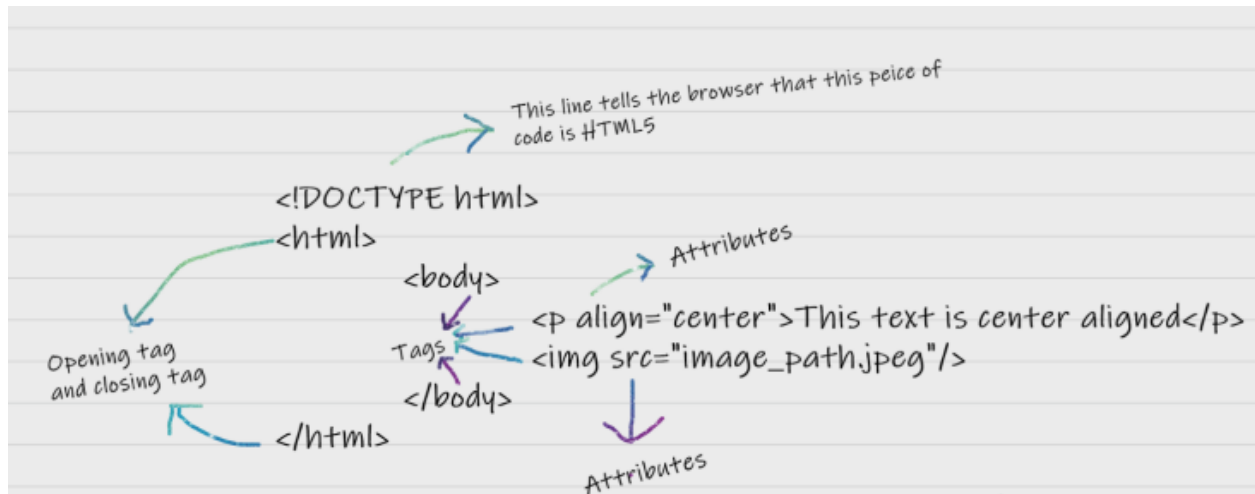 This line tells the browser that this peice of
code is HTML5
<!DOCTYPE html>
<html>
Attributes
<body>
<p align="center">This text is center aligned</p>
Tags
<img src="image_path.jpeg"/>
Opening tag
and closing tag
</body>
</html>
Attributes